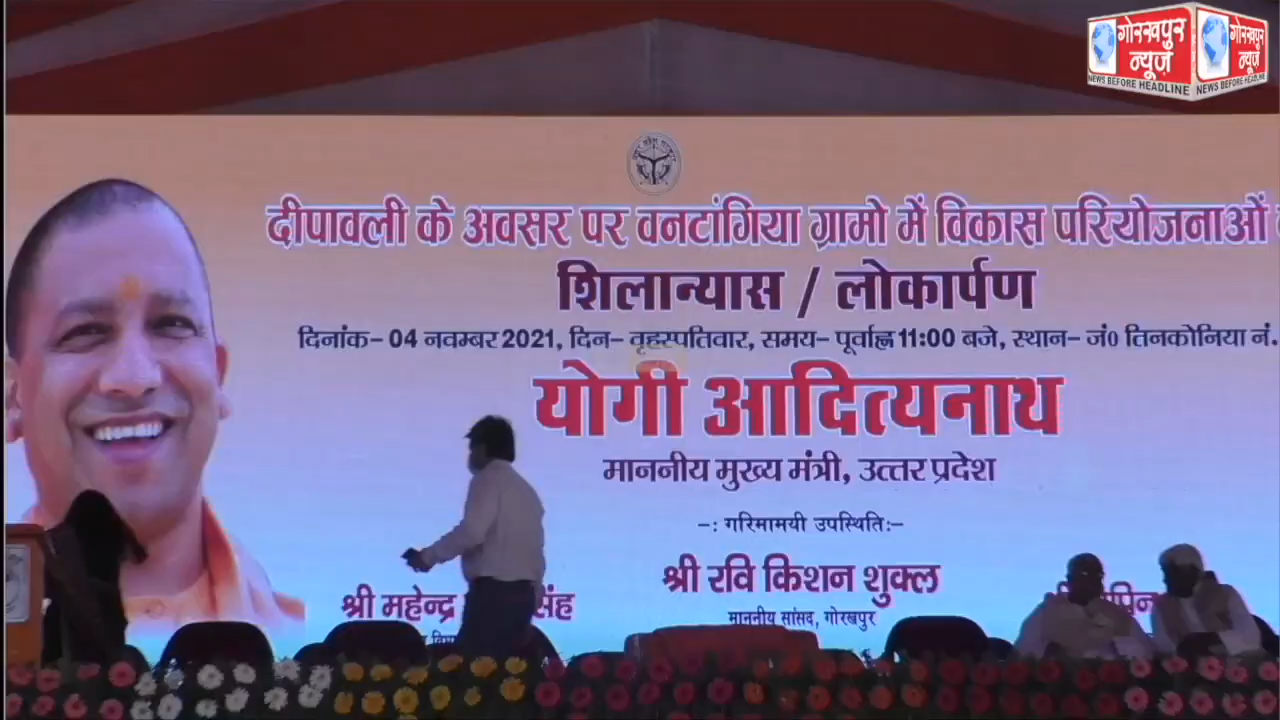 गोरखपुर
न्यूज़
NEWS BEFORE HEADLINE
गोरखपुर
न्यूज़
NEWS BEFORE HEADLINE
दीपावली के अवसर पर वनटांगिया ग्रामो में विकास परियोजनाओं
शिलान्यास / लोकार्पण
दिनांक- 04 नवम्बर 2021, दिन- वृहस्पतिवार, समय- पूर्वाह्न 11:00 बजे, स्थान- जं० तिनकोनिया नं.
योगी आदित्यनाथ
माननीय मुख्य मंत्री, उत्तर प्रदेश
-: गरिमामयी उपस्थिति:-
श्री रवि किशन शुक्ल
माननीय सांसद, गोरखपुर
श्री महेन्द्र